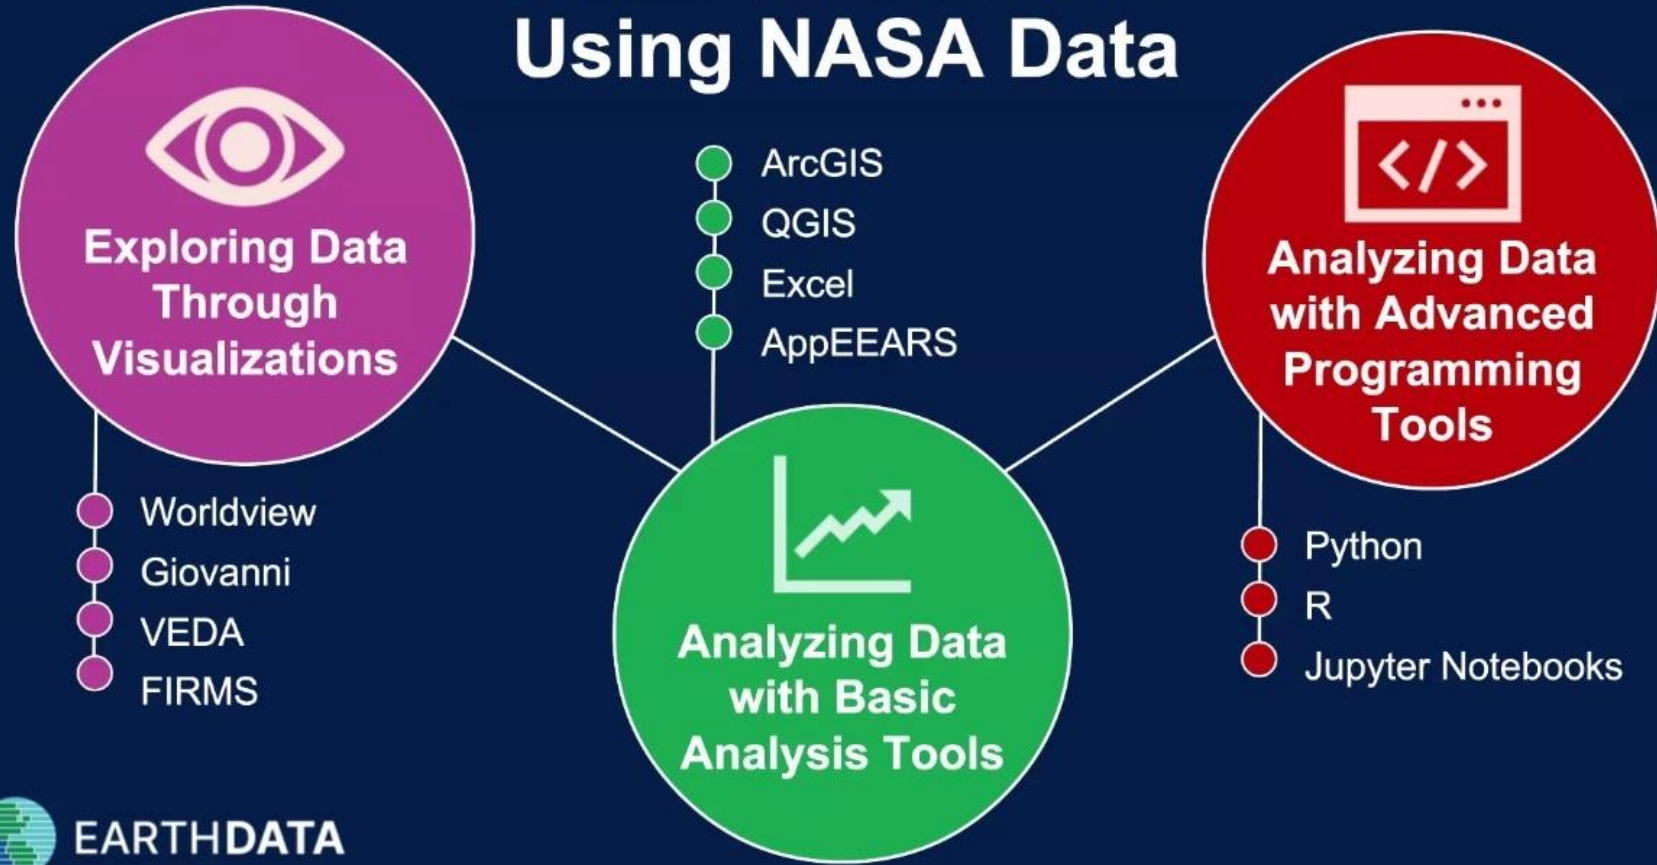 Using NASA Data
Exploring Data
Through
Visualizations
Worldview
Giovanni
VEDA
FIRMS
ArcGIS
QGIS
Excel
AppEEARS
Analyzing Data
with Basic
Analysis Tools
Analyzing Data
with Advanced
Programming
Tools
Python
R
Jupyter Notebooks
EARTHDATA